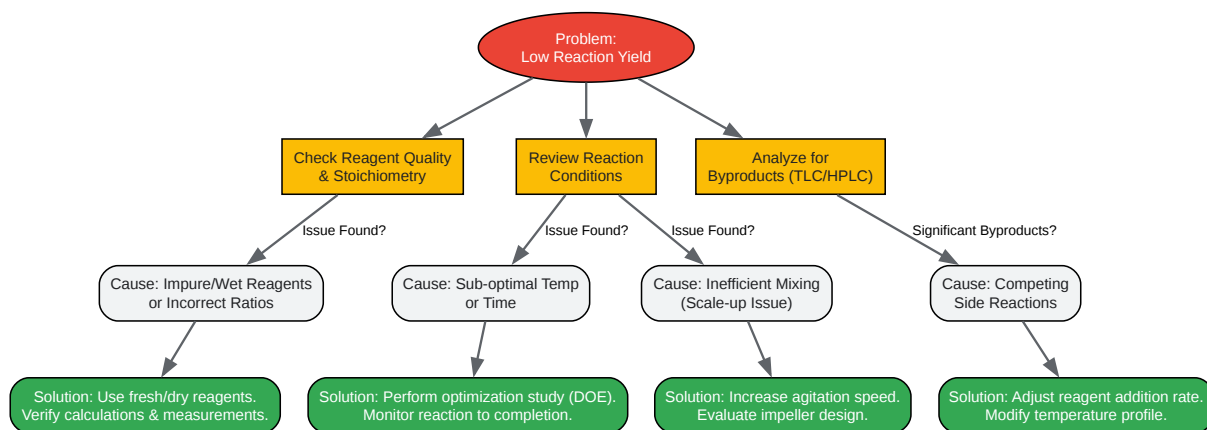 Problem:
Low Reaction Yield
Check Reagent Quality
& Stoichiometry
Review Reaction
Conditions
Analyze for
Byproducts (TLC/HPLC)
Issue Found?
Issue Found?
Issue Found?
Significant Byproducts?
Cause: Impure/Wet Reagents
or Incorrect Ratios
Cause: Sub-optimal Temp
or Time
Cause: Inefficient Mixing
(Scale-up Issue)
Cause: Competing
Side Reactions
Solution: Use fresh/dry reagents.
Verify calculations & measurements.
Solution: Perform optimization study (DOE).
Monitor reaction to completion.
Solution: Increase agitation speed.
Evaluate impeller design.
Solution: Adjust reagent addition rate.
Modify temperature profile.